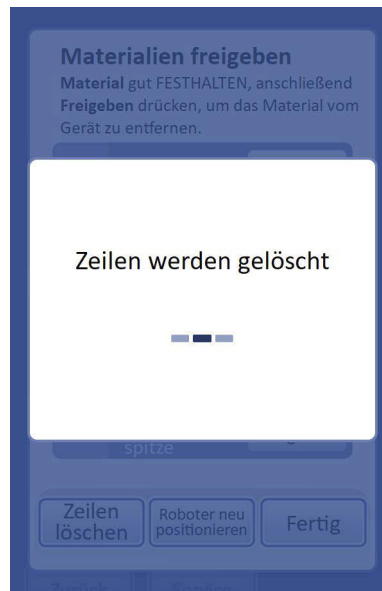 Materialien freigeben
Material gut FESTHALTEN, anschließend
Freigeben drücken, um das Material vom
Gerät zu entfernen.
Zeilen werden gelöscht
spitze
Zeilen
löschen
Roboter neu
positionieren
Fertig
Zurück